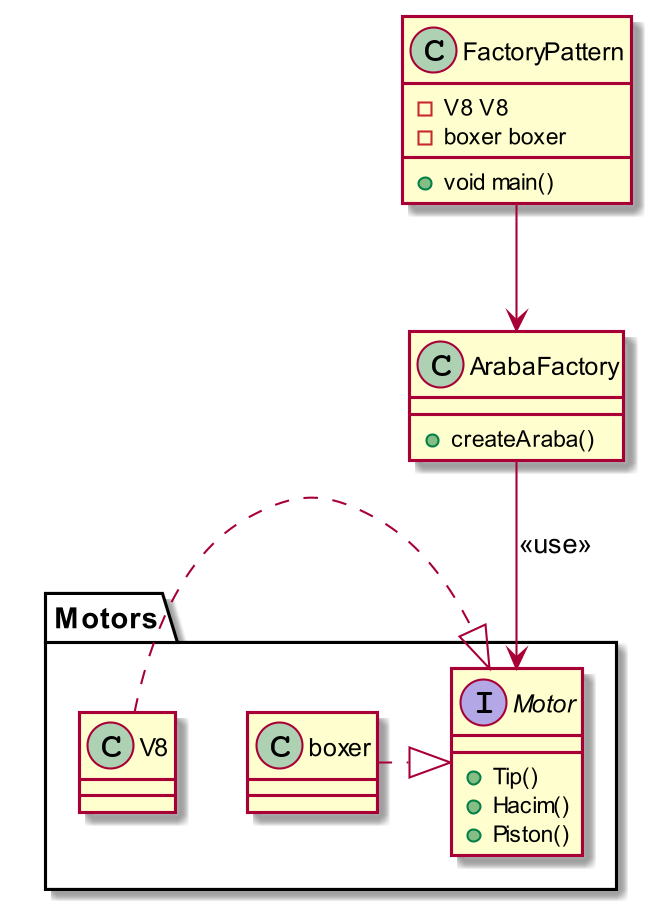 C FactoryPattern
V8 V8
boxer boxer
void main()
C ArabaFactory
createAraba()
«use»
Motors
C V8
C boxer
I Motor
Tip()
Hacim()
Piston()